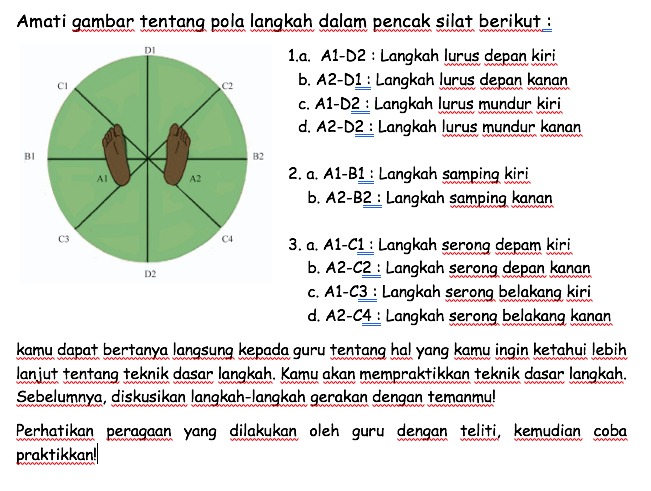 Amati gambar tentang pola langkah dalam pencak silat berikut :
D1
C1
C2
B1
B2
A1
A2
C3
C4
D2
1.a. A1-D2 : Langkah lurus depan kiri
b. A2-D1 : Langkah lurus depan kanan
c. A1-D2 : Langkah lurus mundur kiri
d. A2-D2 : Langkah lurus mundur kanan
2. a. A1-B1 : Langkah samping kiri
b. A2-B2 : Langkah samping kanan
3. a. A1-C1 : Langkah serong depam kiri
b. A2-C2 : Langkah serong depan kanan
c. A1-C3 : Langkah serong belakang kiri
d. A2-C4 : Langkah serong belakang kanan
kamu dapat bertanya langsung kepada guru tentang hal yang kamu ingin ketahui lebih
lanjut tentang teknik dasar langkah. Kamu akan mempraktikkan teknik dasar langkah.
Sebelumnya, diskusikan langkah-langkah gerakan dengan temanmu!
Perhatikan peragaan yang dilakukan oleh guru dengan teliti, kemudian coba
praktikkan!